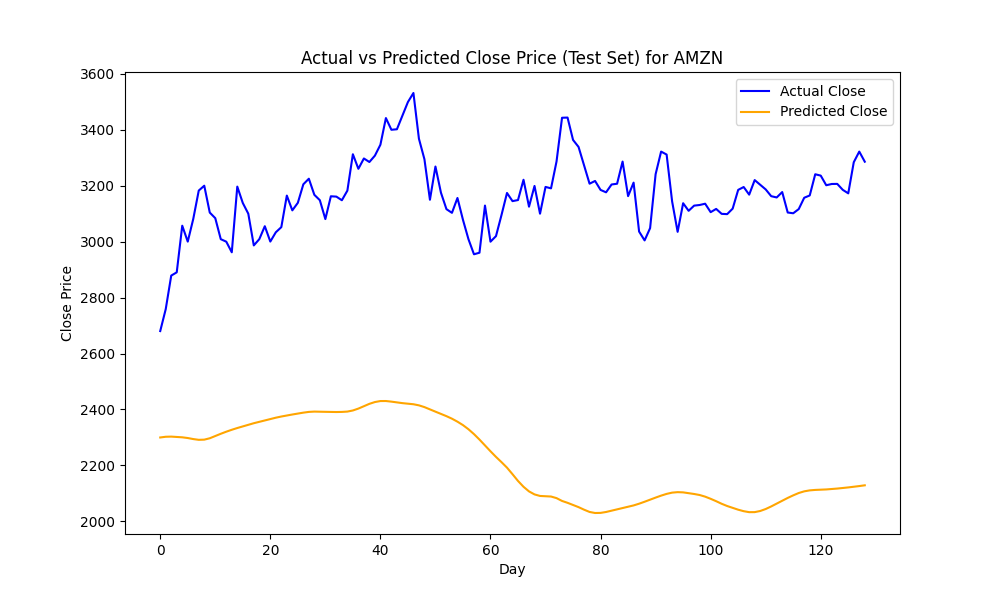 Actual vs Predicted Close Price (Test Set) for AMZN
3600
3400
3200
3000
2800
2600
2400
2200
2000
Close Price
Actual Close
Predicted Close
0 20 40 60 80 100 120
Day